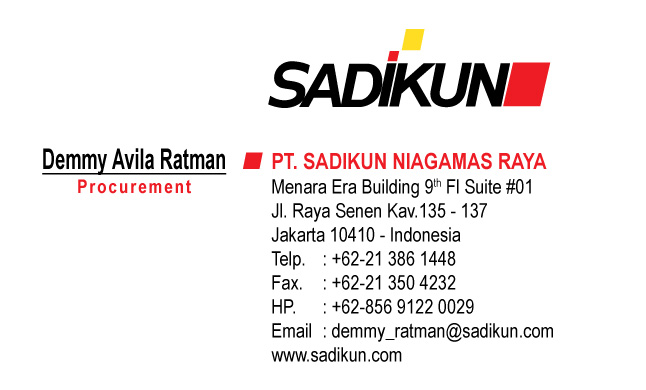 SADIKUN
Demmy Avila Ratman
Procurement
PT. SADIKUN NIAGAMAS RAYA
Menara Era Building 9th Fl Suite #01
Jl. Raya Senen Kav.135 - 137
Jakarta 10410 - Indonesia
Telp. : +62-21 386 1448
Fax. : +62-21 350 4232
HP. : +62-856 9122 0029
Email : demmy_ratman@sadikun.com
www.sadikun.com